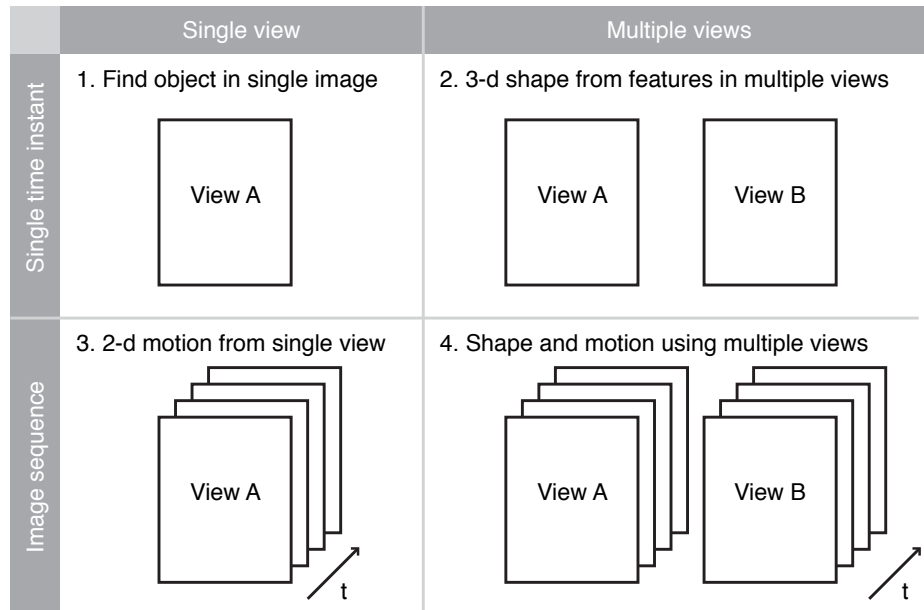 Single view
Multiple views
Single time instant
1. Find object in single image
2. 3-d shape from features in multiple views
View A
View A
View B
Image sequence
3. 2-d motion from single view
4. Shape and motion using multiple views
View A
View A
View B
t
t